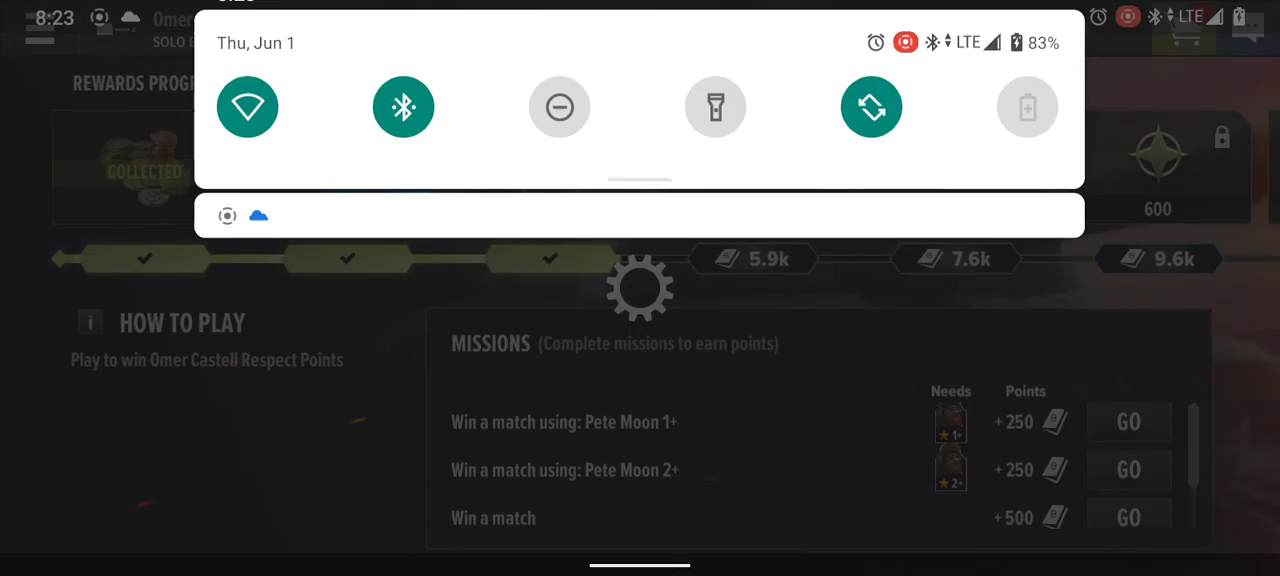 8:23
Omer
SOLO E
Thu, Jun 1
LTE
LTE
83%
REWARDS PROG
COLLECTED
600
5.9k
7.6k
9.6k
HOW TO PLAY
Play to win Omer Castell Respect Points
MISSIONS (Complete missions to earn points)
Needs Points
Win a match using: Pete Moon 1+
1+
+250
GO
Win a match using: Pete Moon 2+
2+
+250
GO
Win a match
+500
GO